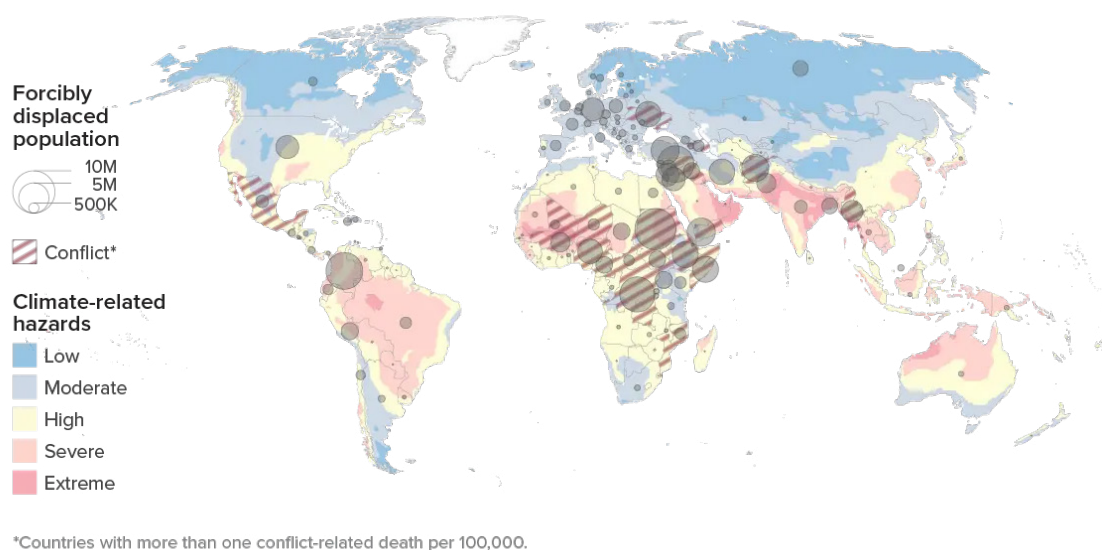 Forcibly
displaced
population
10M
5M
500K
Conflict*
Climate-related
hazards
Low
Moderate
High
Severe
Extreme
*Countries with more than one conflict-related death per 100,000.